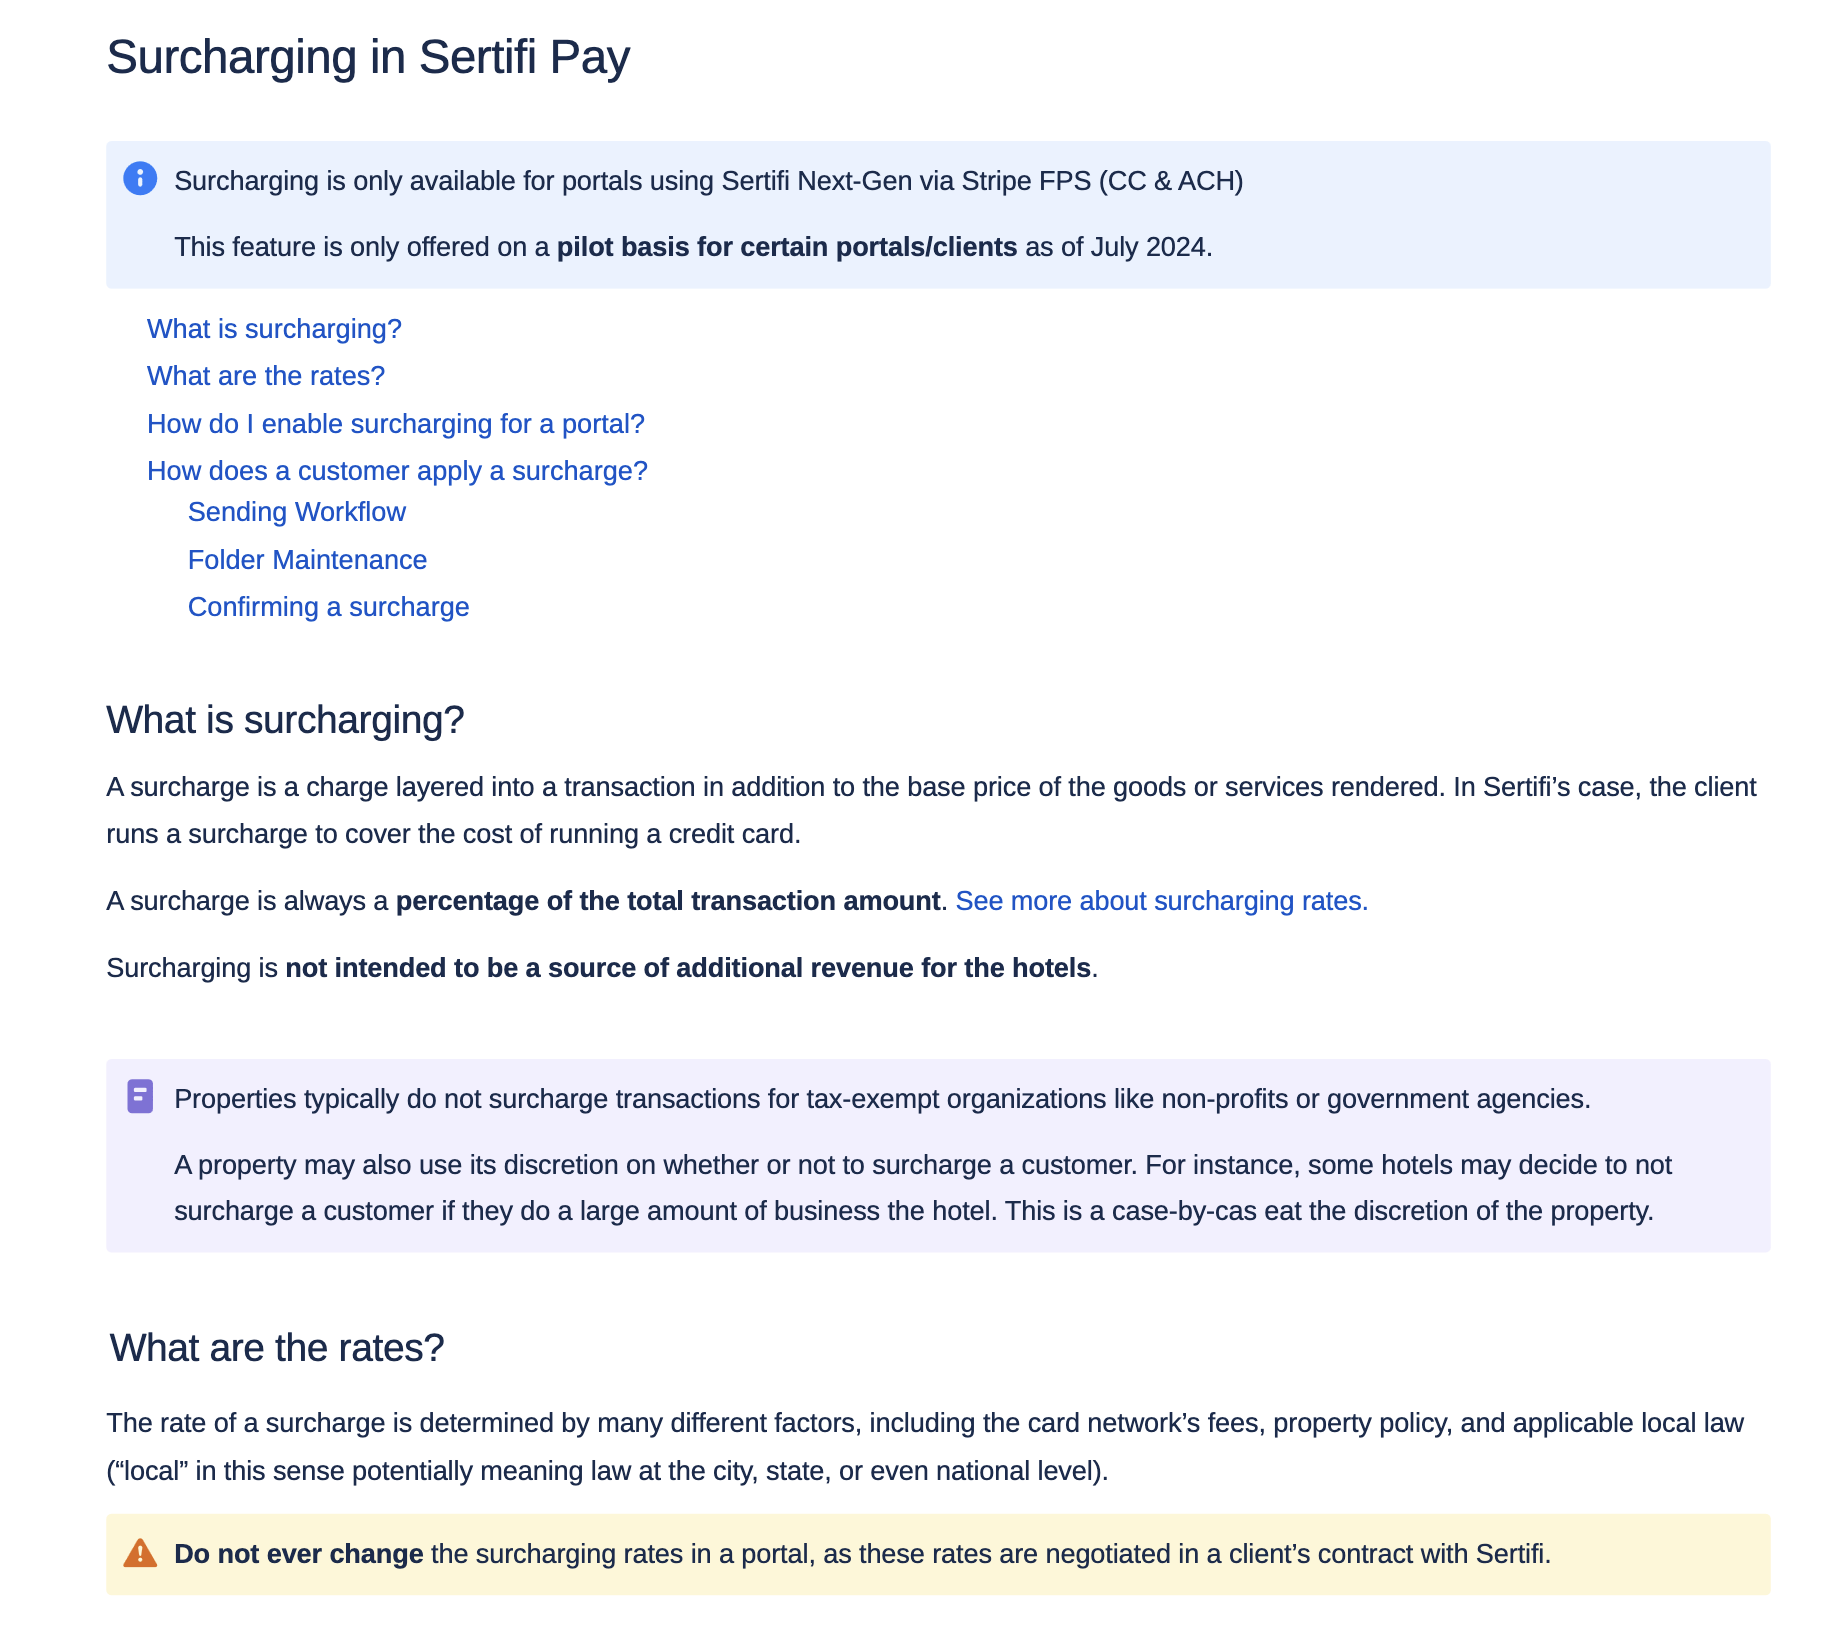 Surcharging in Sertifi Pay
Surcharging is only available for portals using Sertifi Next-Gen via Stripe FPS (CC & ACH)
This feature is only offered on a pilot basis for certain portals/clients as of July 2024.
What is surcharging?
What are the rates?
How do I enable surcharging for a portal?
How does a customer apply a surcharge?
Sending Workflow
Folder Maintenance
Confirming a surcharge
What is surcharging?
A surcharge is a charge layered into a transaction in addition to the base price of the goods or services rendered. In Sertifi’s case, the client
runs a surcharge to cover the cost of running a credit card.
A surcharge is always a percentage of the total transaction amount. See more about surcharging rates.
Surcharging is not intended to be a source of additional revenue for the hotels.
Properties typically do not surcharge transactions for tax-exempt organizations like non-profits or government agencies.
A property may also use its discretion on whether or not to surcharge a customer. For instance, some hotels may decide to not
surcharge a customer if they do a large amount of business the hotel. This is a case-by-cas eat the discretion of the property.
What are the rates?
The rate of a surcharge is determined by many different factors, including the card network’s fees, property policy, and applicable local law
(“local” in this sense potentially meaning law at the city, state, or even national level).
Do not ever change the surcharging rates in a portal, as these rates are negotiated in a client’s contract with Sertifi.